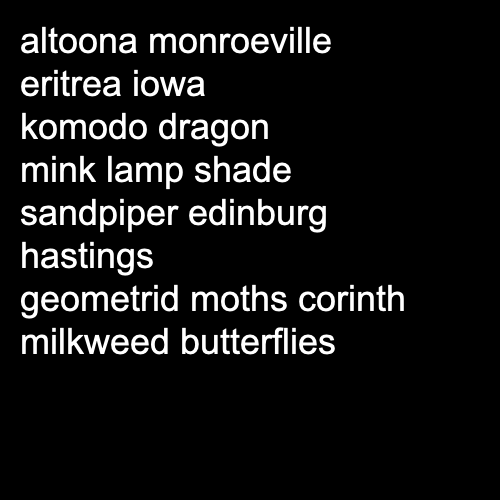 altoona monroeville
eritrea iowa
komodo dragon
mink lamp shade
sandpiper edinburg
hastings
geometrid moths corinth
milkweed butterflies